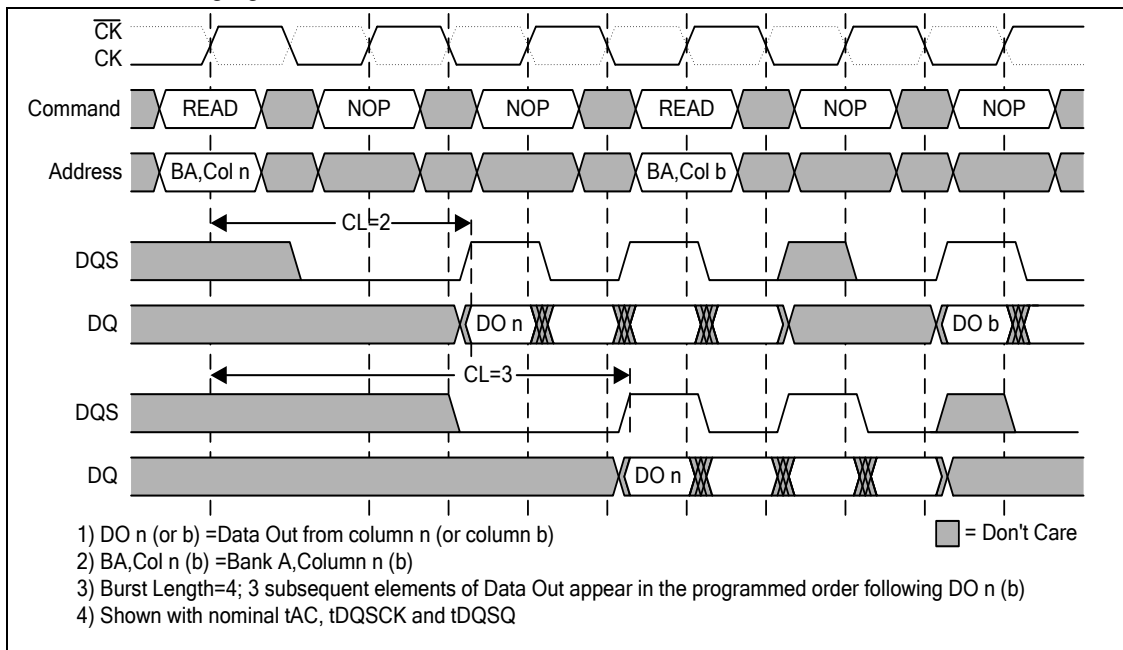 CK
CK
Command READ NOP NOP READ NOP NOP
Address BA,Col n BA,Col b
CL=2
DQS
DQ DO n DO b
CL=3
DQS
DQ DO n
1) DO n (or b) =Data Out from column n (or column b)
= Don't Care
2) BA,Col n (b) =Bank A,Column n (b)
3) Burst Length=4; 3 subsequent elements of Data Out appear in the programmed order following DO n (b)
4) Shown with nominal tAC, tDQSCK and tDQSQ